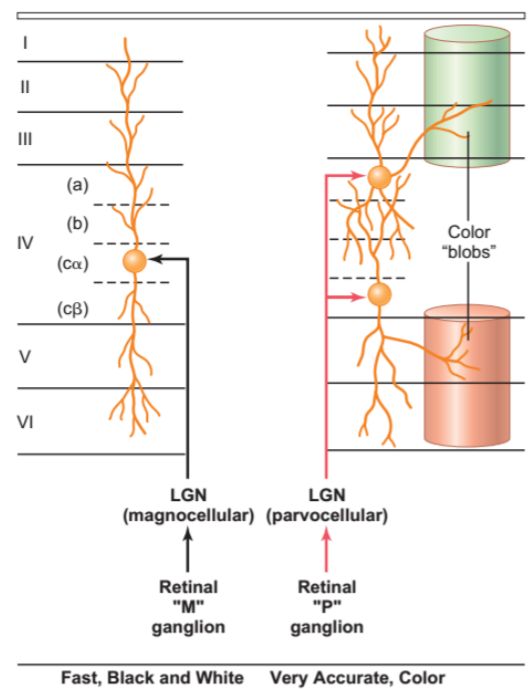 I
II
III
(a)
(b)
IV
(cα)
(cβ)
V
VI
Color
"blobs"
LGN
(magnocellular)
LGN
(parvocellular)
Retinal
"M"
ganglion
Retinal
"P"
ganglion
Fast, Black and White
Very Accurate, Color